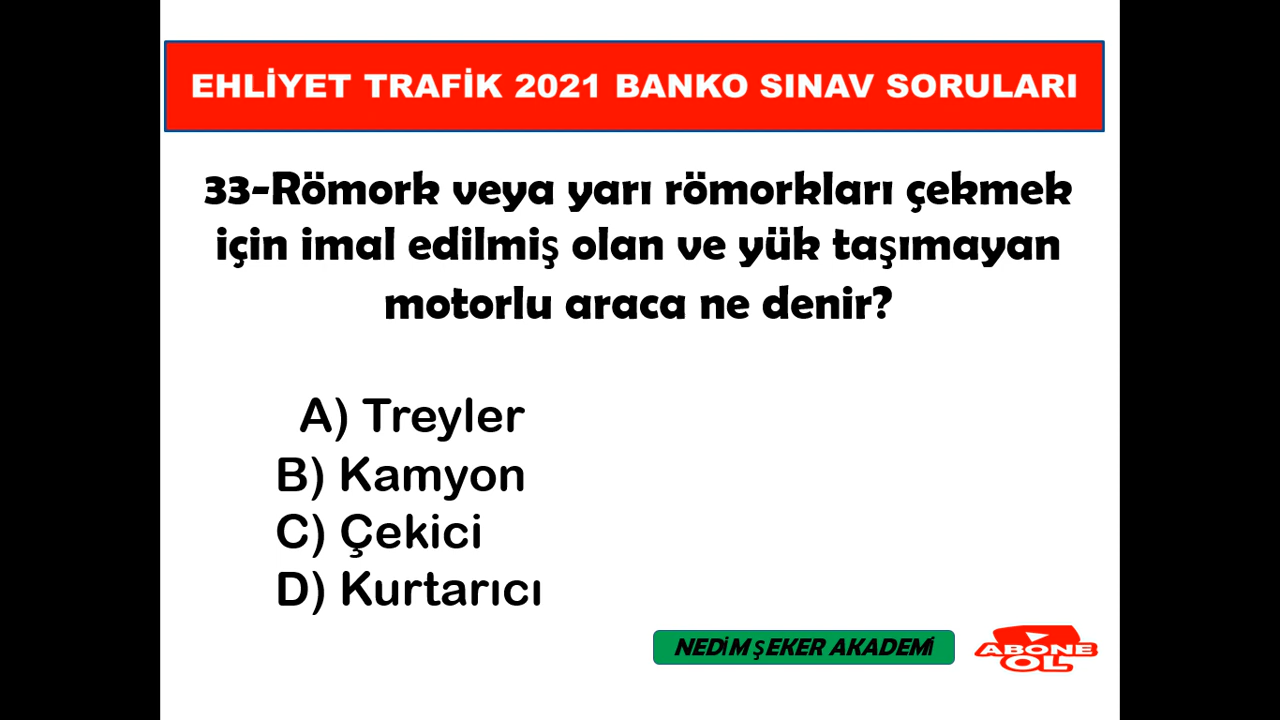 EHLİYET TRAFİK 2021 BANKO SINAV SORULARI
33-Römork veya yarı römorkları çekmek
için imal edilmiş olan ve yük taşımayan
motorlu araca ne denir?
A) Treyler
B) Kamyon
C) Çekici
D) Kurtarıcı
NEDİM ŞEKER AKADEMİ
ABONE
OL